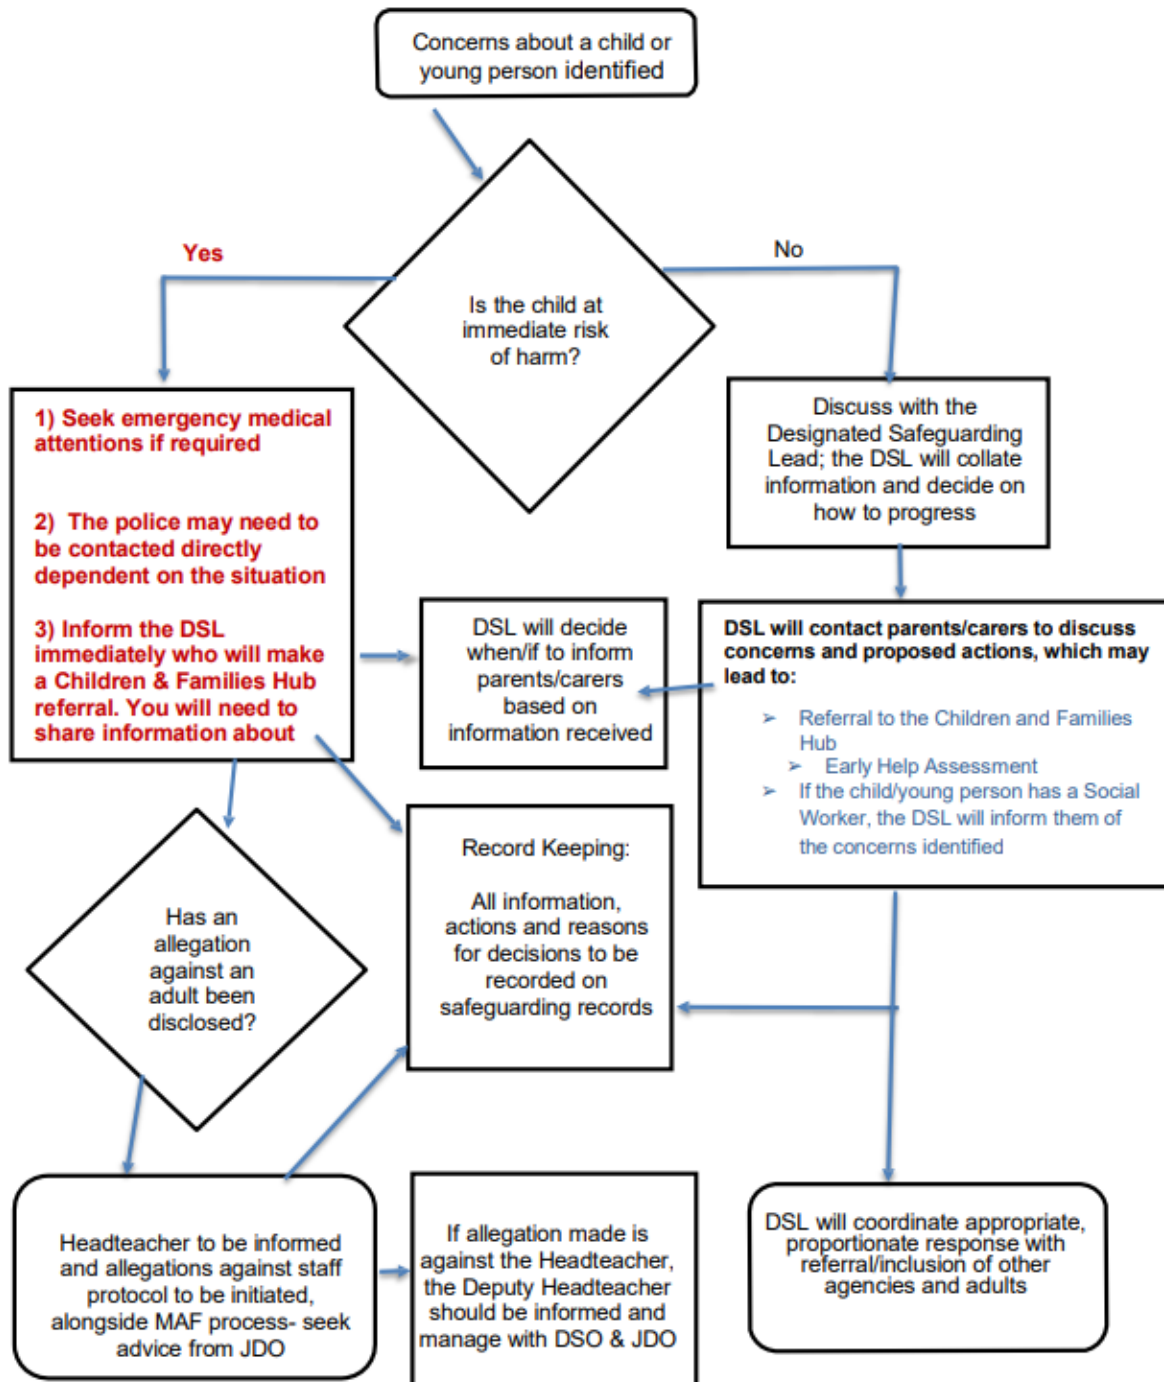 Concerns about a child or
young person identified
Yes
No
Is the child at
immediate risk
of harm?
1) Seek emergency medical
attentions if required
2) The police may need to
be contacted directly
dependent on the situation
3) Inform the DSL
immediately who will make
a Children & Families Hub
referral. You will need to
share information about
Discuss with the
Designated Safeguarding
Lead; the DSL will collate
information and decide on
how to progress
DSL will decide
when/if to inform
parents/carers
based on
information received
DSL will contact parents/carers to discuss
concerns and proposed actions, which may
lead to:
➢ Referral to the Children and Families
Hub
➢ Early Help Assessment
➢ If the child/young person has a Social
Worker, the DSL will inform them of
the concerns identified
Has an
allegation
against an
adult been
disclosed?
Record Keeping:
All information,
actions and reasons
for decisions to be
recorded on
safeguarding records
Headteacher to be informed
and allegations against staff
protocol to be initiated,
alongside MAF process- seek
advice from JDO
If allegation made is
against the Headteacher,
the Deputy Headteacher
should be informed and
manage with DSO & JDO
DSL will coordinate appropriate,
proportionate response with
referral/inclusion of other
agencies and adults